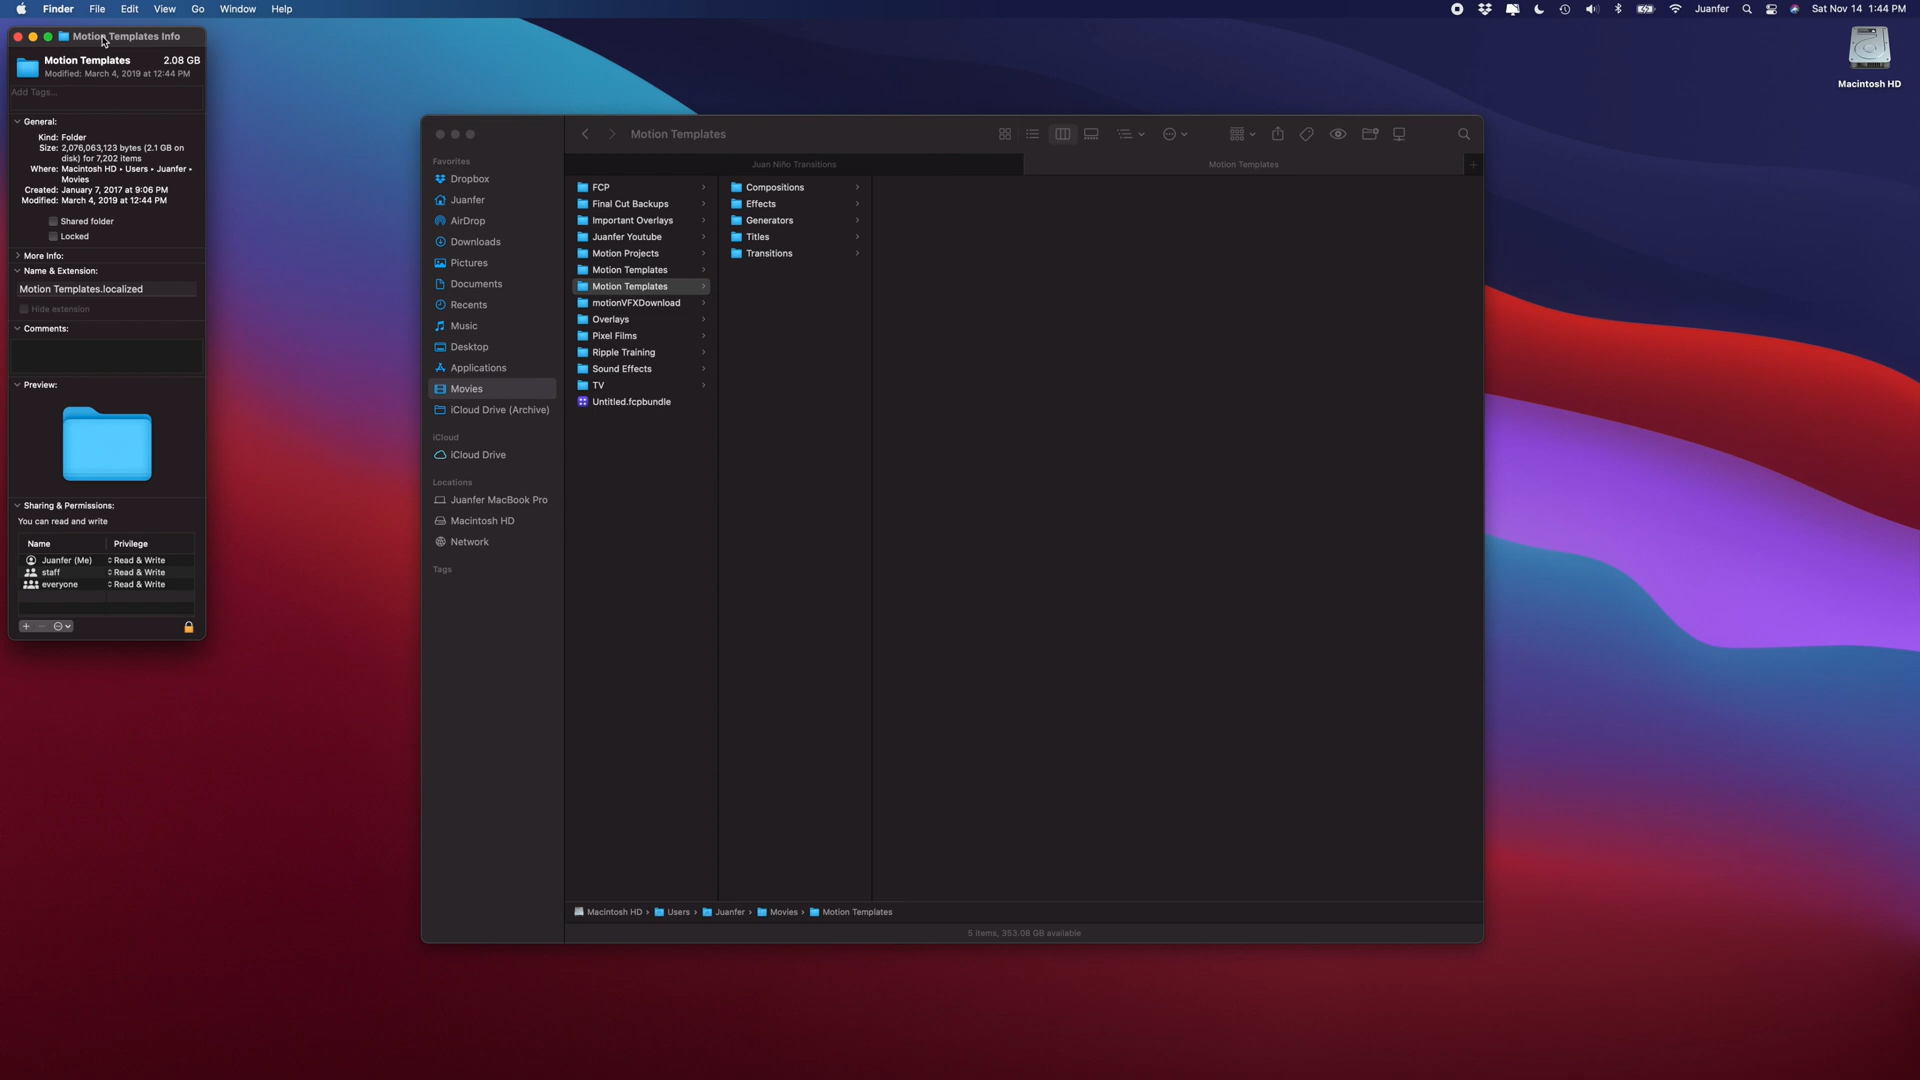 Finder File Edit View Go Window Help
Juanfer Sat Nov 14 1:44 PM
Motion Templates Info
Motion Templates 2.08 GB
Modified: March 4, 2019 at 12:44 PM
Add Tags...
General:
Kind: Folder
Size: 2,076,063,123 bytes (2.1 GB on
disk) for 7,202 items
Where: Macintosh HD ▸ Users ▸ Juanfer ▸
Movies
Created: January 7, 2017 at 9:06 PM
Modified: March 4, 2019 at 12:44 PM
Shared folder
Locked
More Info:
Name & Extension:
Motion Templates.localized
Hide extension
Comments:
Preview:
Sharing & Permissions:
You can read and write
Name Privilege
Juanfer (Me) Read & Write
staff Read & Write
everyone Read & Write
Macintosh HD
Motion Templates
Juan Niño Transitions
Motion Templates
Favorites
Dropbox
Juanfer
AirDrop
Downloads
Pictures
Documents
Recents
Music
Desktop
Applications
Movies
iCloud Drive (Archive)
iCloud
iCloud Drive
Locations
Juanfer MacBook Pro
Macintosh HD
Network
Tags
FCP
Final Cut Backups
Important Overlays
Juanfer Youtube
Motion Projects
Motion Templates
Motion Templates
motionVFXDownload
Overlays
Pixel Films
Ripple Training
Sound Effects
TV
Untitled.fcpbundle
Compositions
Effects
Generators
Titles
Transitions
Macintosh HD › Users › Juanfer › Movies › Motion Templates
5 items, 353.08 GB available